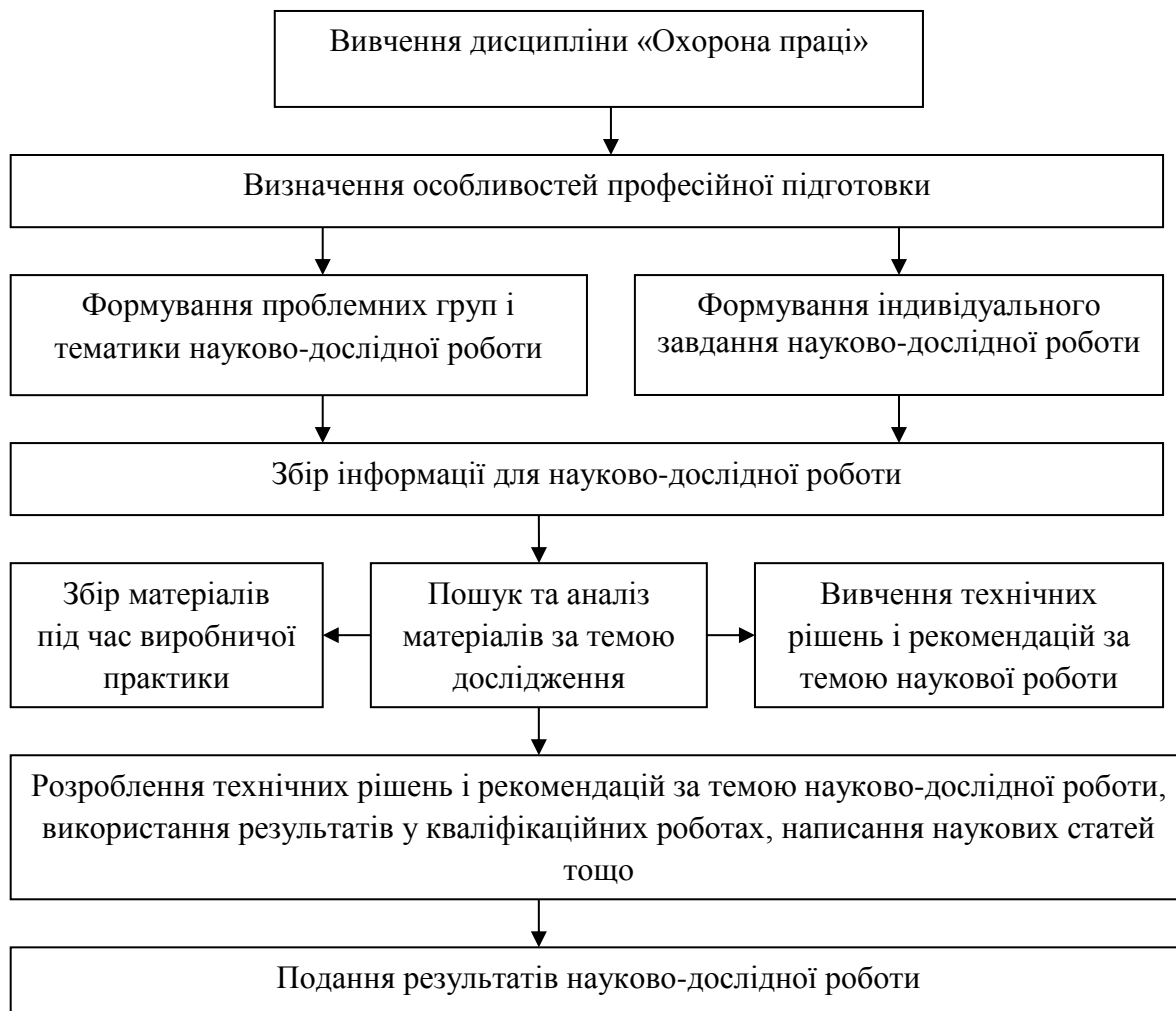 Вивчення дисципліни «Охорона праці»
Визначення особливостей професійної підготовки
Формування проблемних груп і
тематики науково-дослідної роботи
Формування індивідуального
завдання науково-дослідної роботи
Збір інформації для науково-дослідної роботи
Збір матеріалів
під час виробничої
практики
Пошук та аналіз
матеріалів за темою
дослідження
Вивчення технічних
рішень і рекомендацій за
темою наукової роботи
Розроблення технічних рішень і рекомендацій за темою науково-дослідної роботи,
використання результатів у кваліфікаційних роботах, написання наукових статей
тощо
Подання результатів науково-дослідної роботи